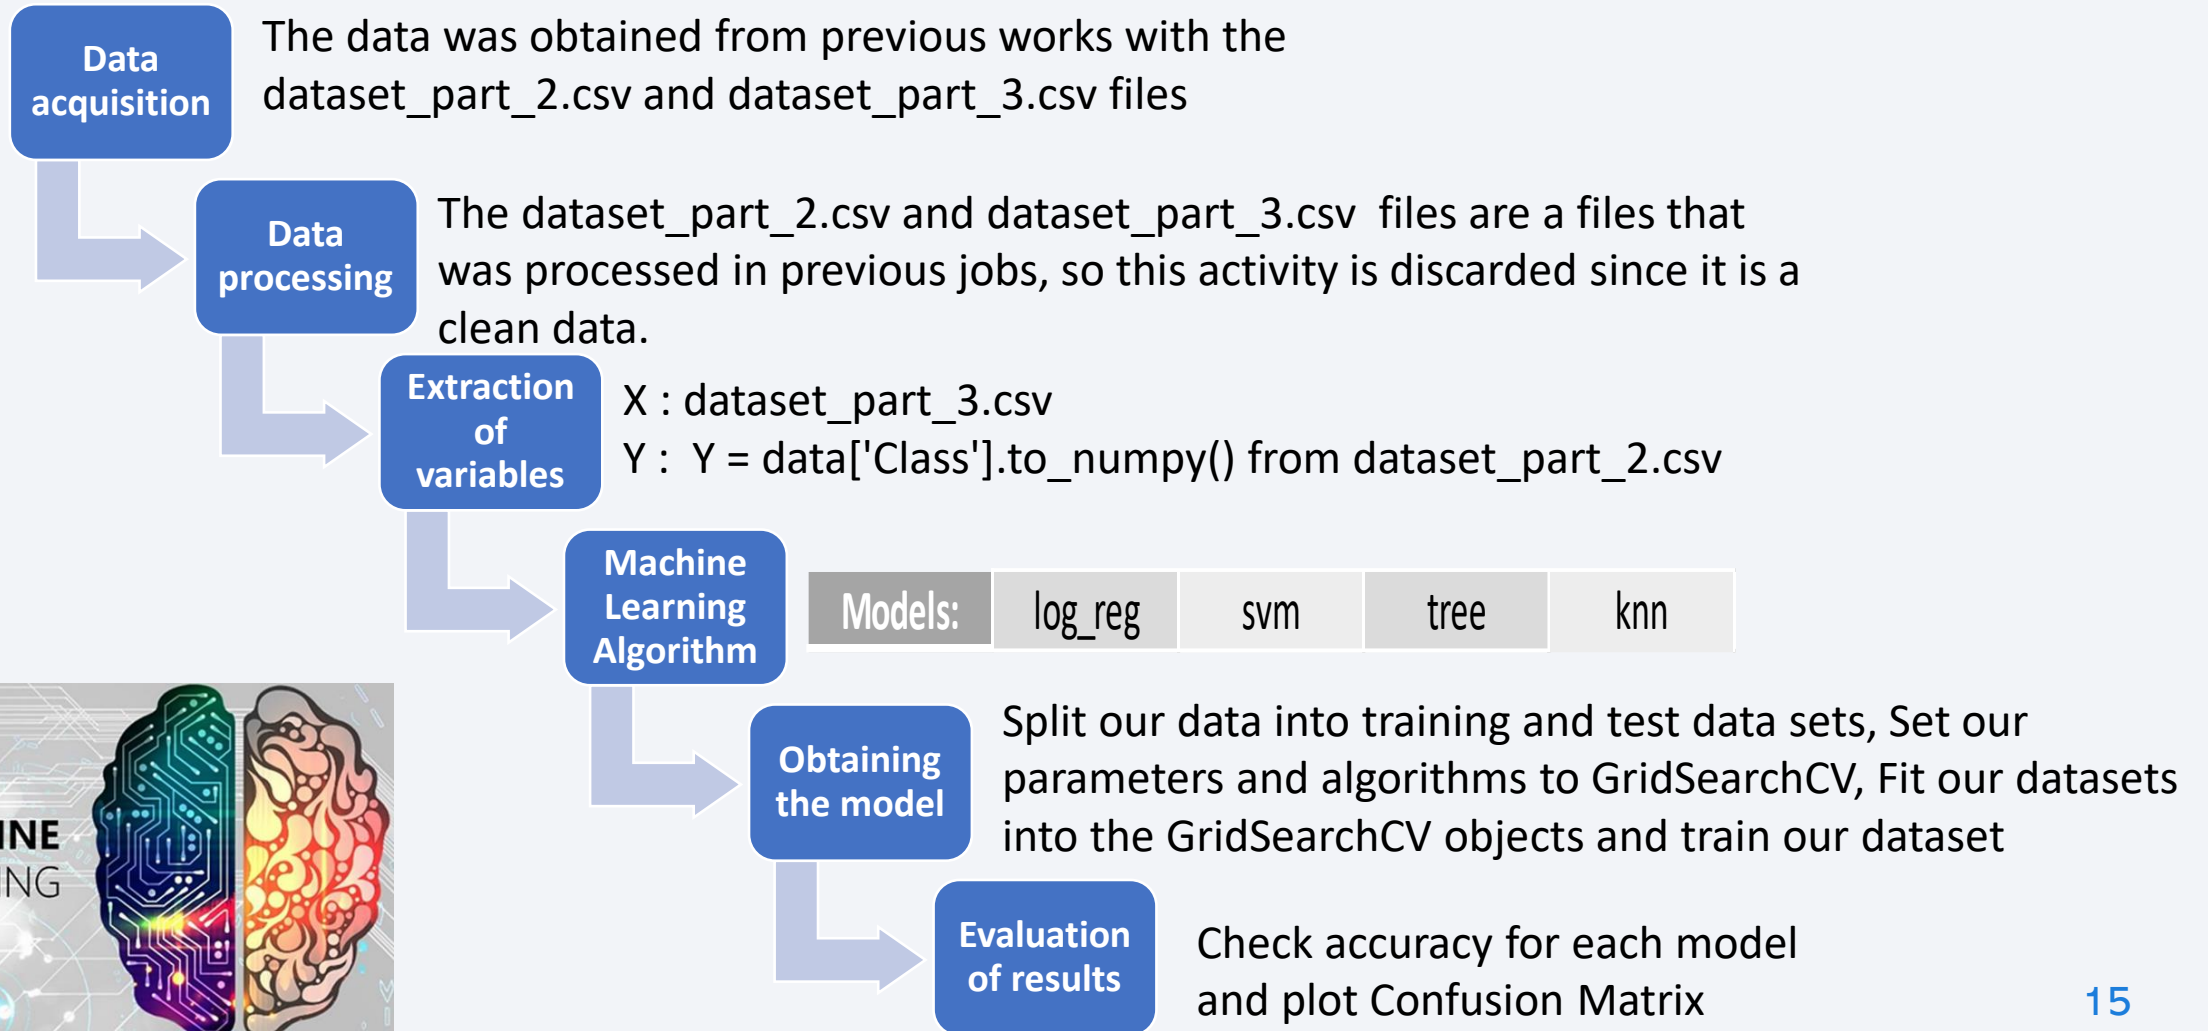 Data
acquisition
The data was obtained from previous works with the
dataset_part_2.csv and dataset_part_3.csv files
Data
processing
The dataset_part_2.csv and dataset_part_3.csv  files are a files that
was processed in previous jobs, so this activity is discarded since it is a
clean data.
Extraction
of
variables
X : dataset_part_3.csv
Y :  Y = data['Class'].to_numpy() from dataset_part_2.csv
Machine
Learning
Algorithm
Models: log_reg svm tree knn
Obtaining
the model
Split our data into training and test data sets, Set our
parameters and algorithms to GridSearchCV, Fit our datasets
into the GridSearchCV objects and train our dataset
INE
NG
Evaluation
of results
Check accuracy for each model
and plot Confusion Matrix
15